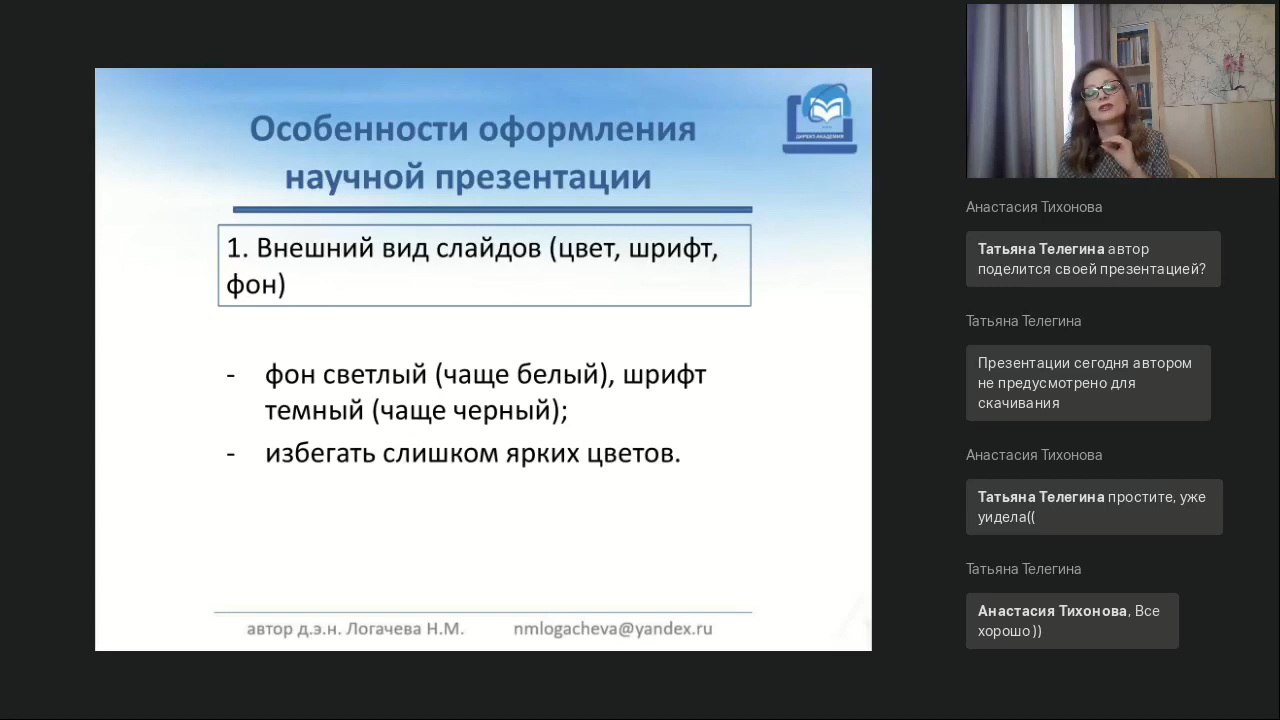 Особенности оформления
научной презентации
ДИРЕКТ-АКАДЕМИЯ
1. Внешний вид слайдов (цвет, шрифт,
фон)
- фон светлый (чаще белый), шрифт
темный (чаще черный);
- избегать слишком ярких цветов.
автор д.э.н. Логачева Н.М. nmlogacheva@yandex.ru
Анастасия Тихонова
Татьяна Телегина автор
поделится своей презентацией?
Татьяна Телегина
Презентации сегодня автором
не предусмотрено для
скачивания
Анастасия Тихонова
Татьяна Телегина простите, уже
уидела((
Татьяна Телегина
Анастасия Тихонова, Все
хорошо ))